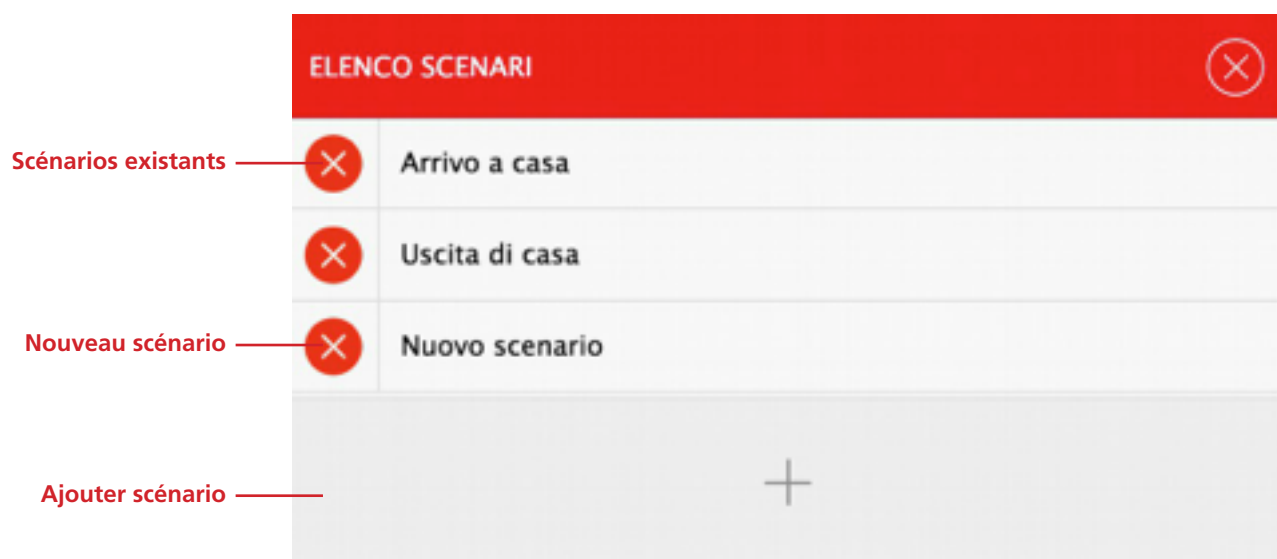 ELENCO SCENARI
Scénarios existants
Arrivo a casa
Uscita di casa
Nouveau scénario
Nuovo scenario
Ajouter scénario